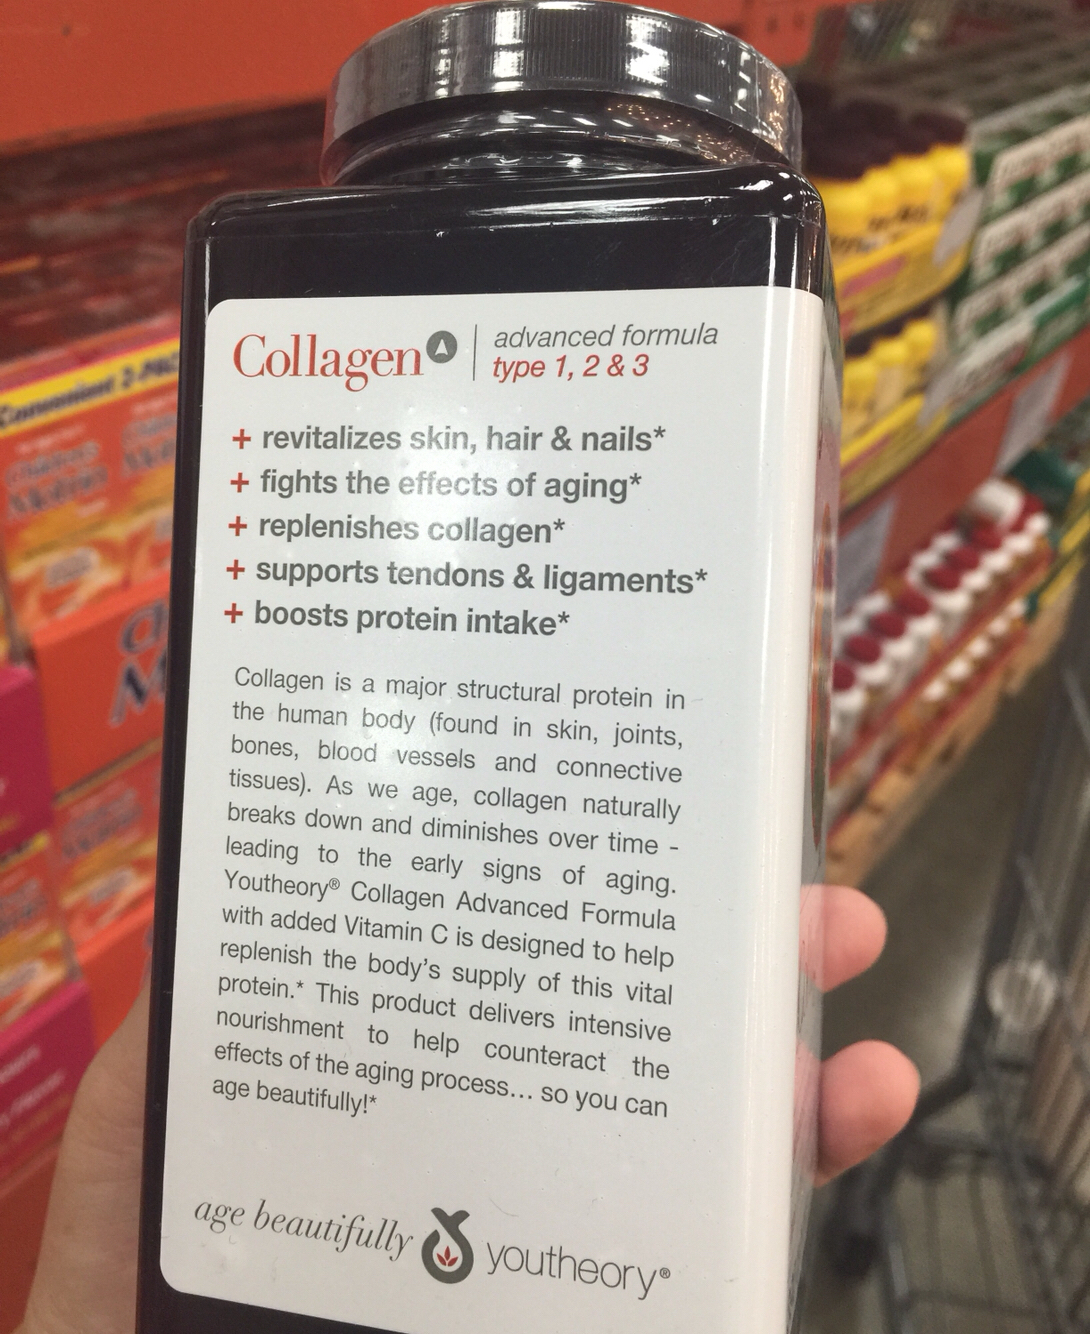 Collagen A
advanced formula
type 1, 2 & 3
+ revitalizes skin, hair & nails*
+ fights the effects of aging*
+ replenishes collagen*
+ supports tendons & ligaments*
+ boosts protein intake*
Collagen is a major structural protein in
the human body (found in skin, joints,
bones, blood vessels and connective
tissues). As we age, collagen naturally
breaks down and diminishes over time -
leading to the early signs of aging.
Youtheory® Collagen Advanced Formula
with added Vitamin C is designed to help
replenish the body's supply of this vital
protein.* This product delivers intensive
nourishment to help counteract the
effects of the aging process... so you can
age beautifully!*
age beautifully youtheory®
Convenient 2-PAC
Children's
Motrin